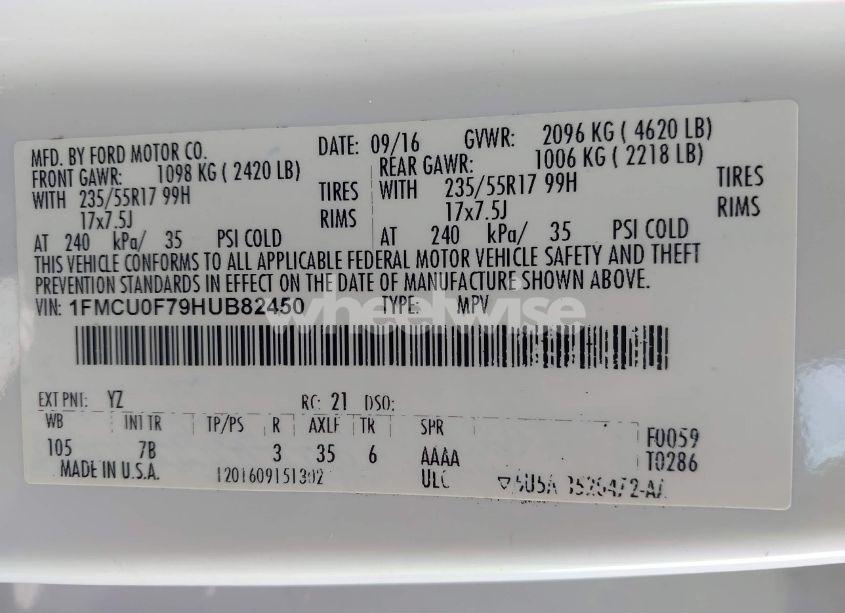 MFD. BY FORD MOTOR CO. DATE: 09/16 GVWR: 2096 KG ( 4620 LB)
FRONT GAWR: 1098 KG ( 2420 LB) REAR GAWR: 1006 KG ( 2218 LB)
WITH 235/55R17 99H TIRES WITH 235/55R17 99H TIRES
17x7.5J RIMS 17x7.5J RIMS
AT 240 kPa/ 35 PSI COLD AT 240 kPa/ 35 PSI COLD
THIS VEHICLE CONFORMS TO ALL APPLICABLE FEDERAL MOTOR VEHICLE SAFETY AND THEFT
PREVENTION STANDARDS IN EFFECT ON THE DATE OF MANUFACTURE SHOWN ABOVE.
VIN: 1FMCU0F79HUB82450 TYPE: MPV
wheelwise
EXT PNT: YZ RC: 21 DSO:
WB INT TR TP/PS R AXLE TR SPR
105 7B 3 35 6 AAAA F0059
T0286
MADE IN U.S.A. 1201609151302 ULC